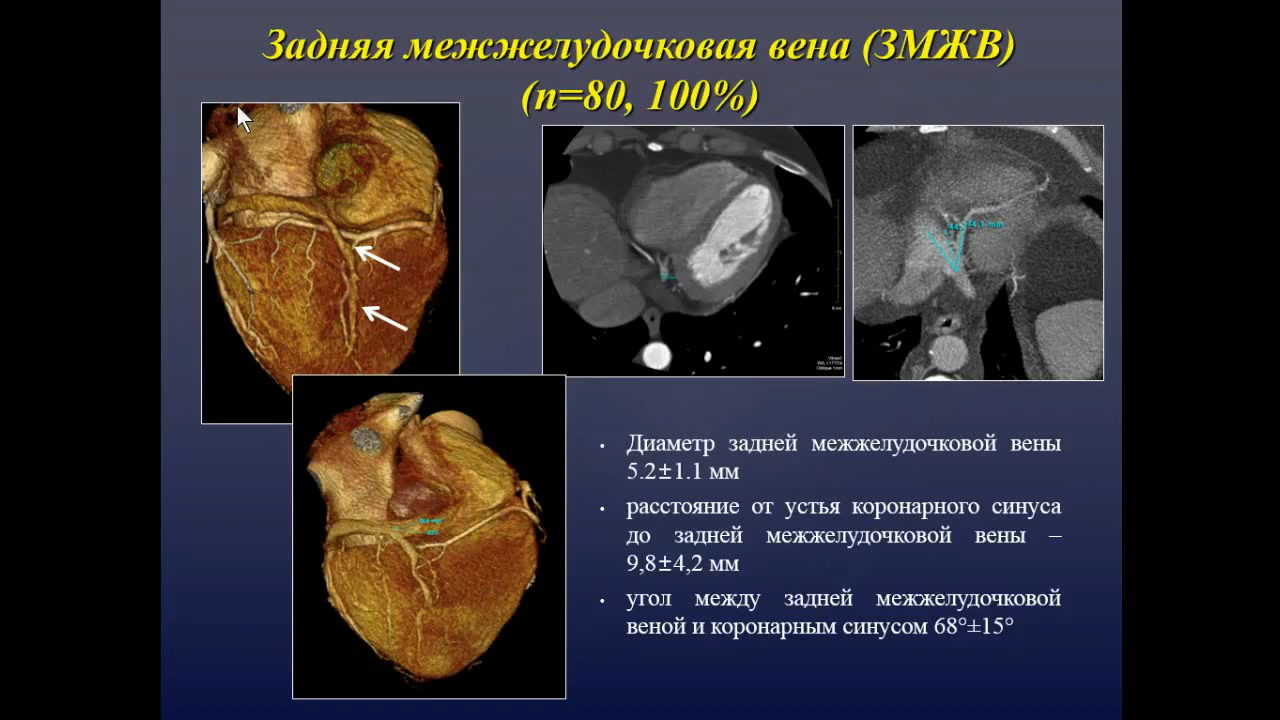 Задняя межжелудочковая вена (ЗМЖВ)
(n=80, 100%)
• Диаметр задней межжелудочковой вены
5.2±1.1 мм
• расстояние от устья коронарного синуса
до задней межжелудочковой вены –
9,8±4,2 мм
• угол между задней межжелудочковой
веной и коронарным синусом 68°±15°